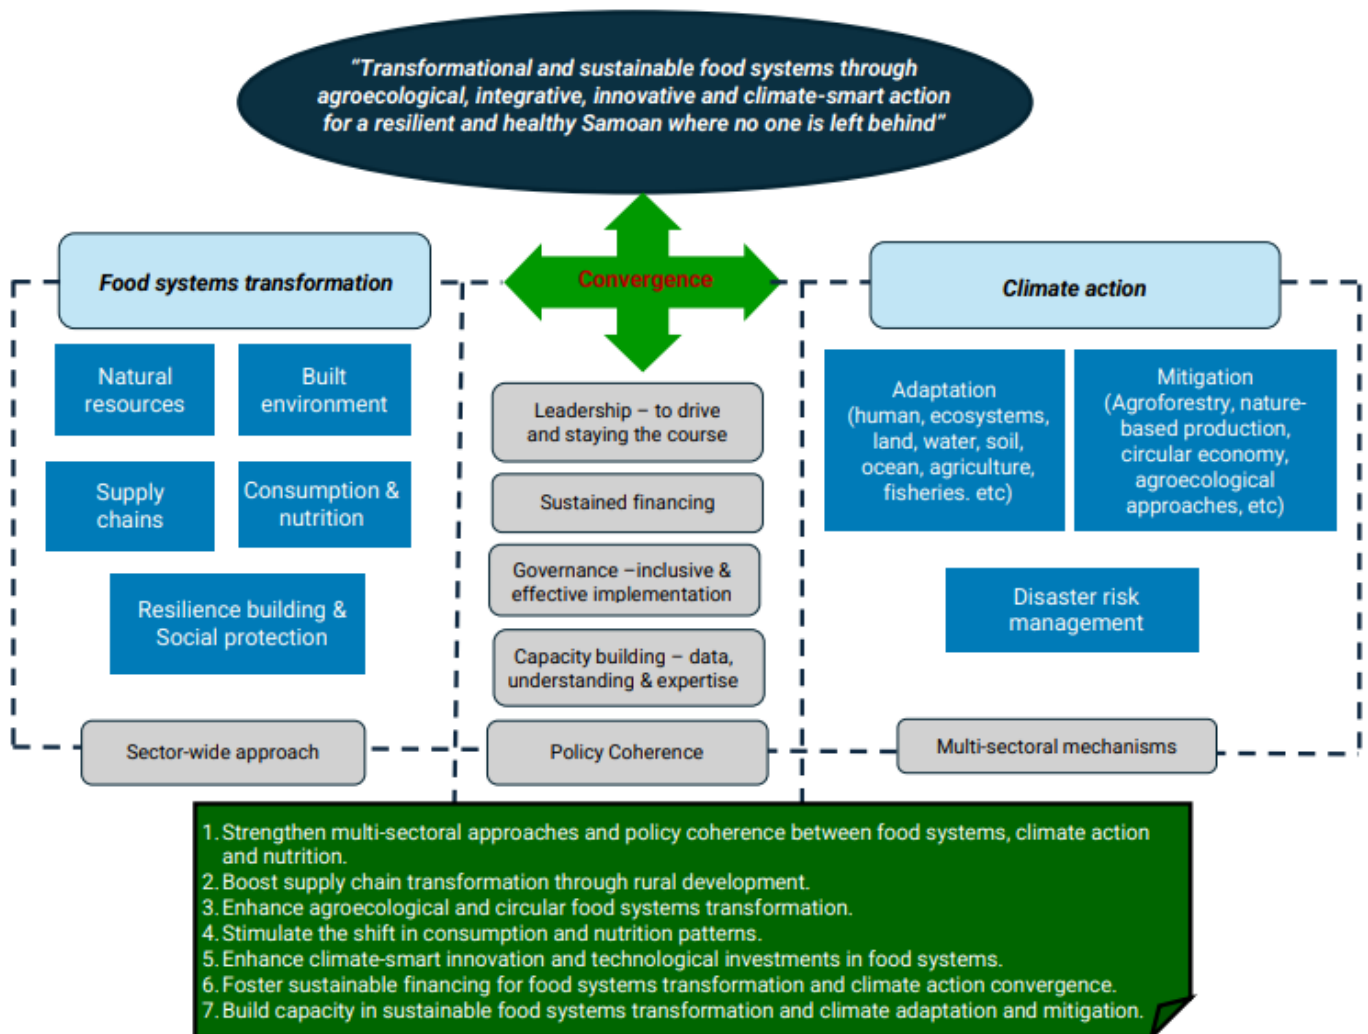 “Transformational and sustainable food systems through
agroecological, integrative, innovative and climate-smart action
for a resilient and healthy Samoan where no one is left behind”
Food systems transformation
Convergence
Climate action
Natural
resources
Built
environment
Supply
chains
Consumption &
nutrition
Resilience building &
Social protection
Sector-wide approach
Leadership – to drive
and staying the course
Sustained financing
Governance –inclusive &
effective implementation
Capacity building – data,
understanding & expertise
Policy Coherence
Adaptation
(human, ecosystems,
land, water, soil,
ocean, agriculture,
fisheries. etc)
Mitigation
(Agroforestry, nature-
based production,
circular economy,
agroecological
approaches, etc)
Disaster risk
management
Multi-sectoral mechanisms
1. Strengthen multi-sectoral approaches and policy coherence between food systems, climate action
and nutrition.
2. Boost supply chain transformation through rural development.
3. Enhance agroecological and circular food systems transformation.
4. Stimulate the shift in consumption and nutrition patterns.
5. Enhance climate-smart innovation and technological investments in food systems.
6. Foster sustainable financing for food systems transformation and climate action convergence.
7. Build capacity in sustainable food systems transformation and climate adaptation and mitigation.